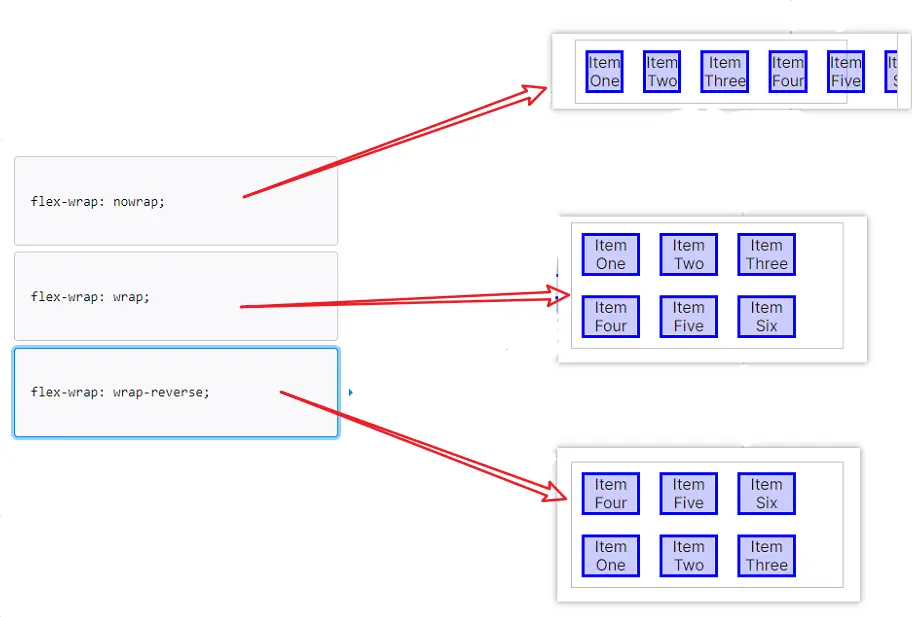 Item Item Item Item Item It
One Two Three Four Five S
flex-wrap: nowrap;
Item Item Item
One Two Three
Item Item Item
Four Five Six
flex-wrap: wrap;
flex-wrap: wrap-reverse;
Item Item Item
Four Five Six
Item Item Item
One Two Three